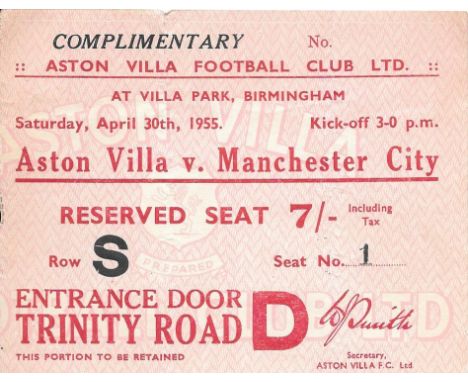 COMPLIMENTARY No.
:: ASTON VILLA FOOTBALL CLUB LTD. ::
AT VILLA PARK, BIRMINGHAM
Saturday, April 30th, 1955. Kick-off 3-0 p.m.
Aston Villa v. Manchester City
RESERVED SEAT 7/- Including Tax
PREPARED
Row S Seat No. 1
ENTRANCE DOOR
TRINITY ROAD D
THIS PORTION TO BE RETAINED
Secretary,
ASTON VILLA F.C. Ltd